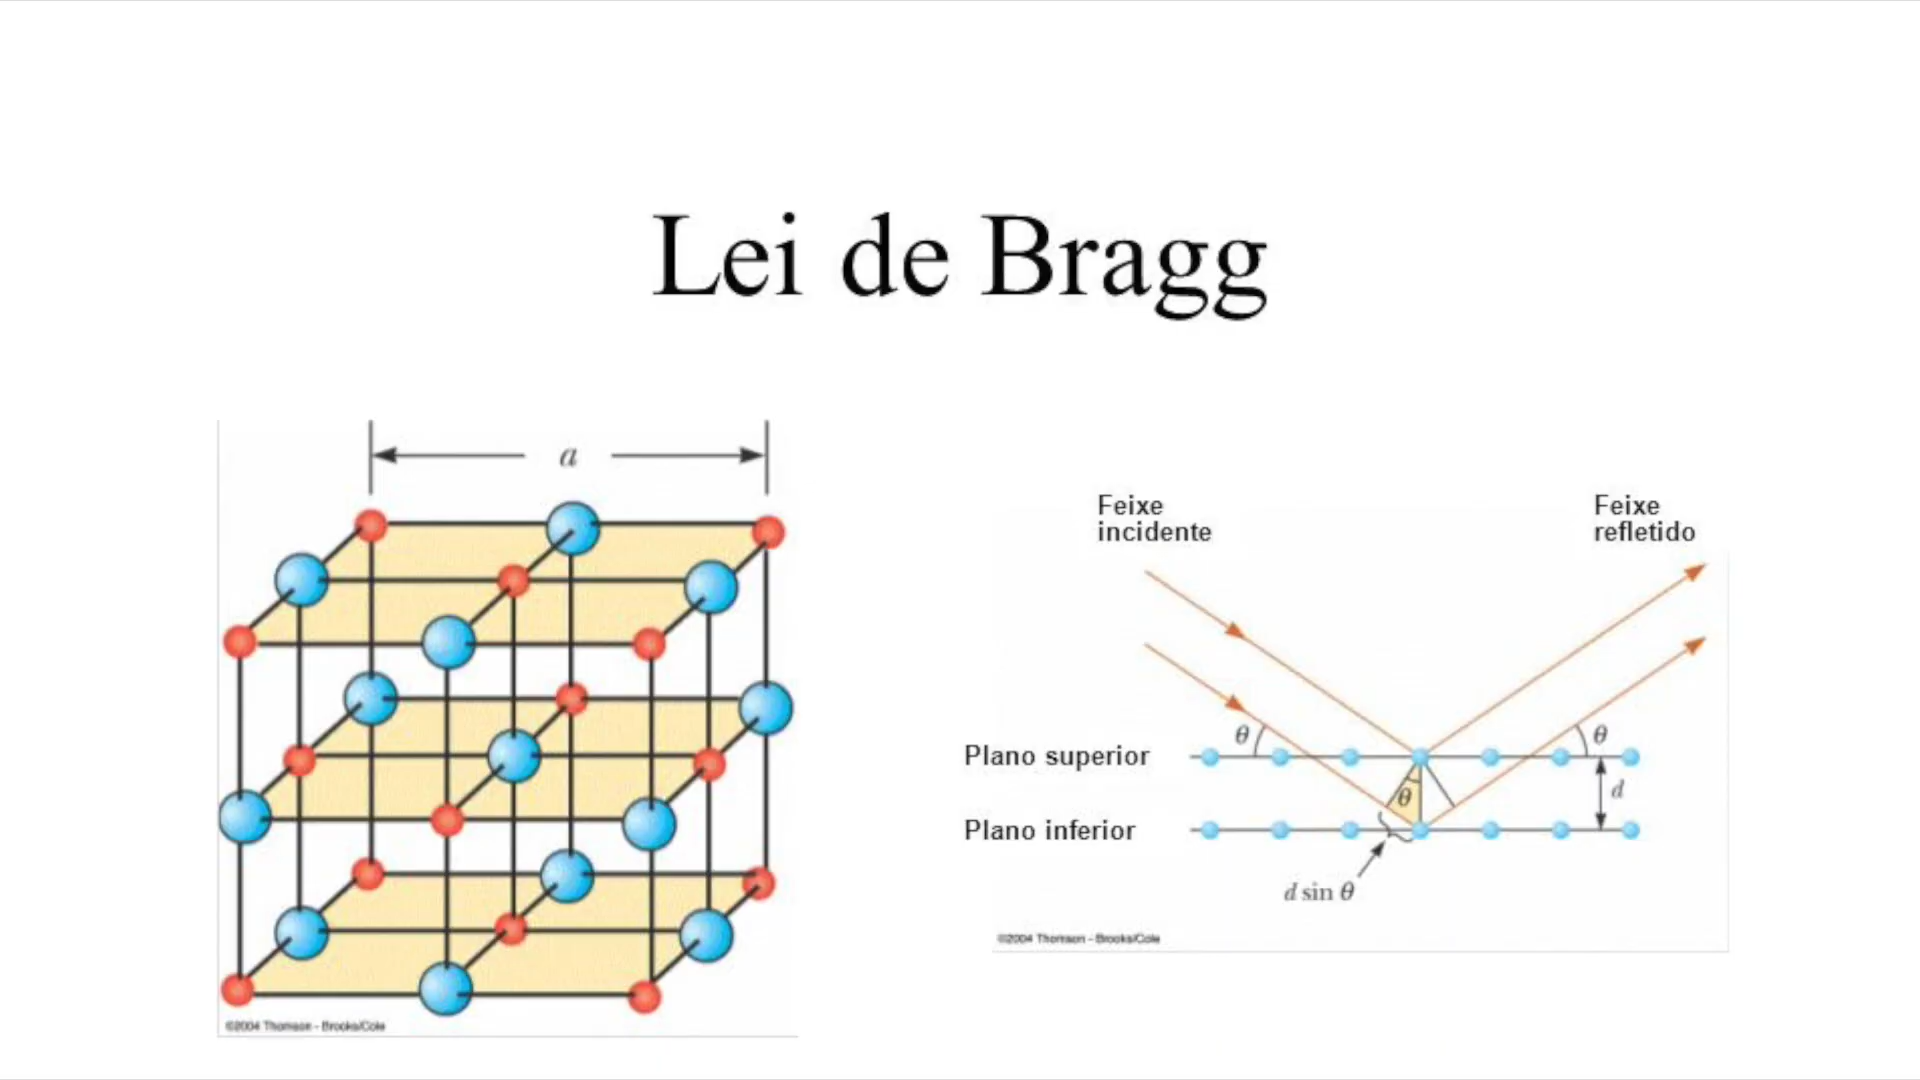 Lei de Bragg
a
©2004 Thomson - Brooks/Cole
Feixe
incidente
Feixe
refletido
θ
θ
Plano superior
θ
d
Plano inferior
d sin θ
©2004 Thomson - Brooks/Cole